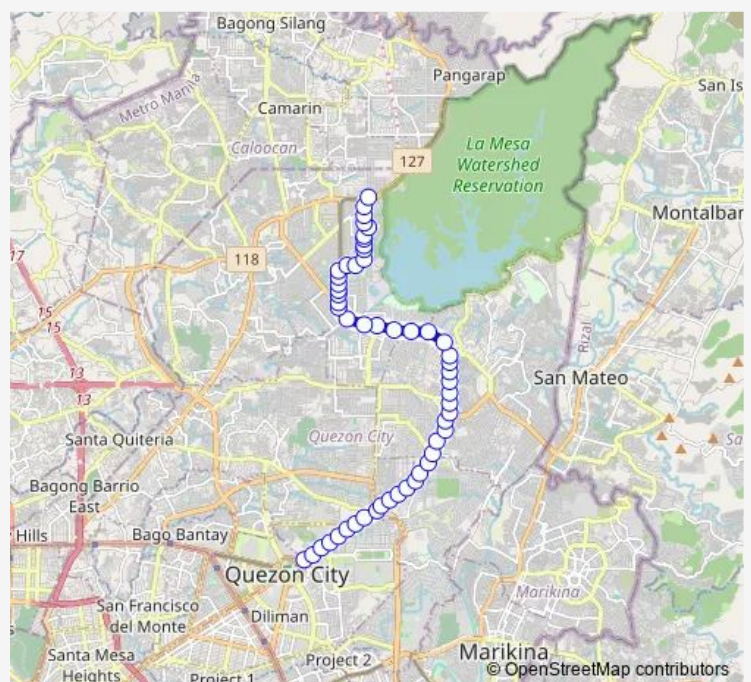 Bagong Silang
Pangarap
San Is
Metro Manila
Camarin
Caloocan
La Mesa
Watershed
Reservation
127
Montalbar
118
17
15
15
Rizal
13
13
San Mateo
Santa Quiteria
Quezon City
Sa
Bagong Barrio
East
Hills
Bago Bantay
Quezon City
San Francisco
del Monte
Diliman
Marikina
Santa Mesa
Heights
Project 1
Project 2
Marikina
© OpenStreetMap contributors